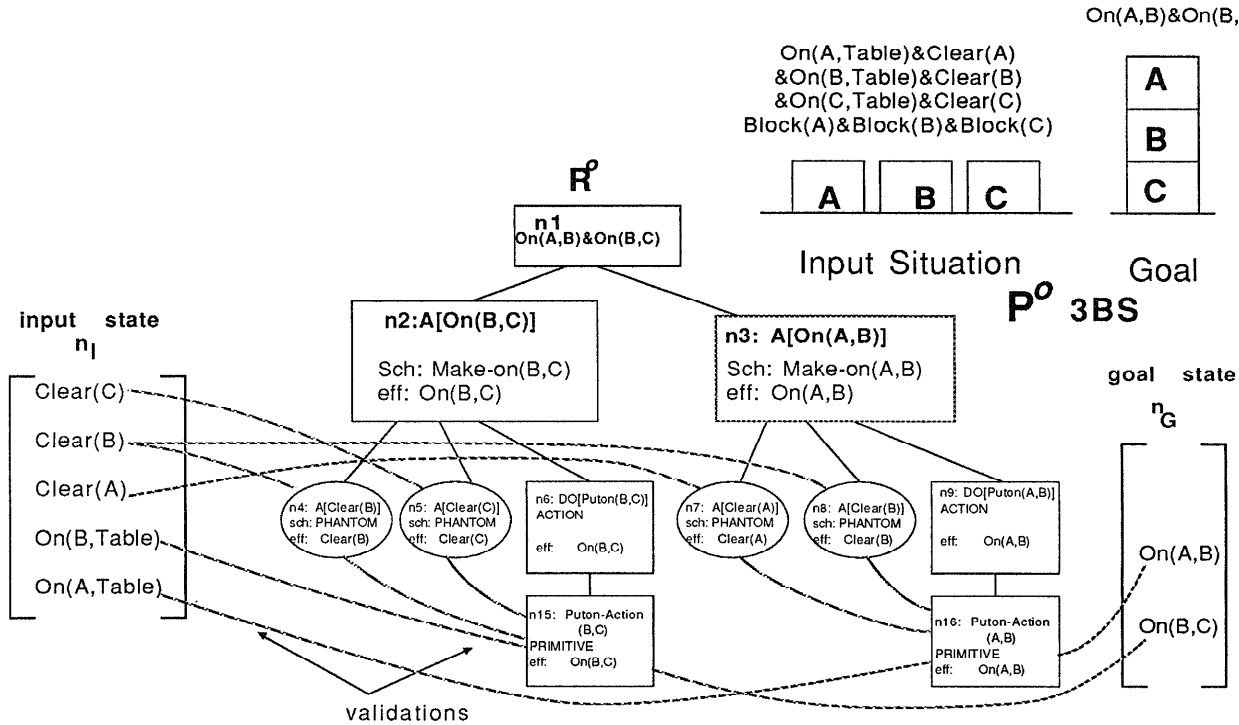 On(A,B)&On(B,
On(A,Table)&Clear(A)
&On(B,Table)&Clear(B)
&On(C,Table)&Clear(C)
Block(A)&Block(B)&Block(C)
A
B
C
A B C
Input Situation
Goal
P⁰ 3BS
R⁰
n1
On(A,B)&On(B,C)
n2:A[On(B,C)]
Sch: Make-on(B,C)
eff: On(B,C)
n3: A[On(A,B)]
Sch: Make-on(A,B)
eff: On(A,B)
input state
nI
Clear(C)
Clear(B)
Clear(A)
On(B,Table)
On(A,Table)
n4: A[Clear(B)]
sch: PHANTOM
eff: Clear(B)
n5: A[Clear(C)]
sch: PHANTOM
eff: Clear(C)
n6: DO[Puton(B,C)]
ACTION
eff: On(B,C)
n7: A[Clear(A)]
sch: PHANTOM
eff: Clear(A)
n8: A[Clear(B)]
sch: PHANTOM
eff: Clear(B)
n9: DO[Puton(A,B)]
ACTION
eff: On(A,B)
n15: Puton-Action
(B,C)
PRIMITIVE
eff: On(B,C)
n16: Puton-Action
(A,B)
PRIMITIVE
eff: On(A,B)
goal state
nG
On(A,B)
On(B,C)
validations